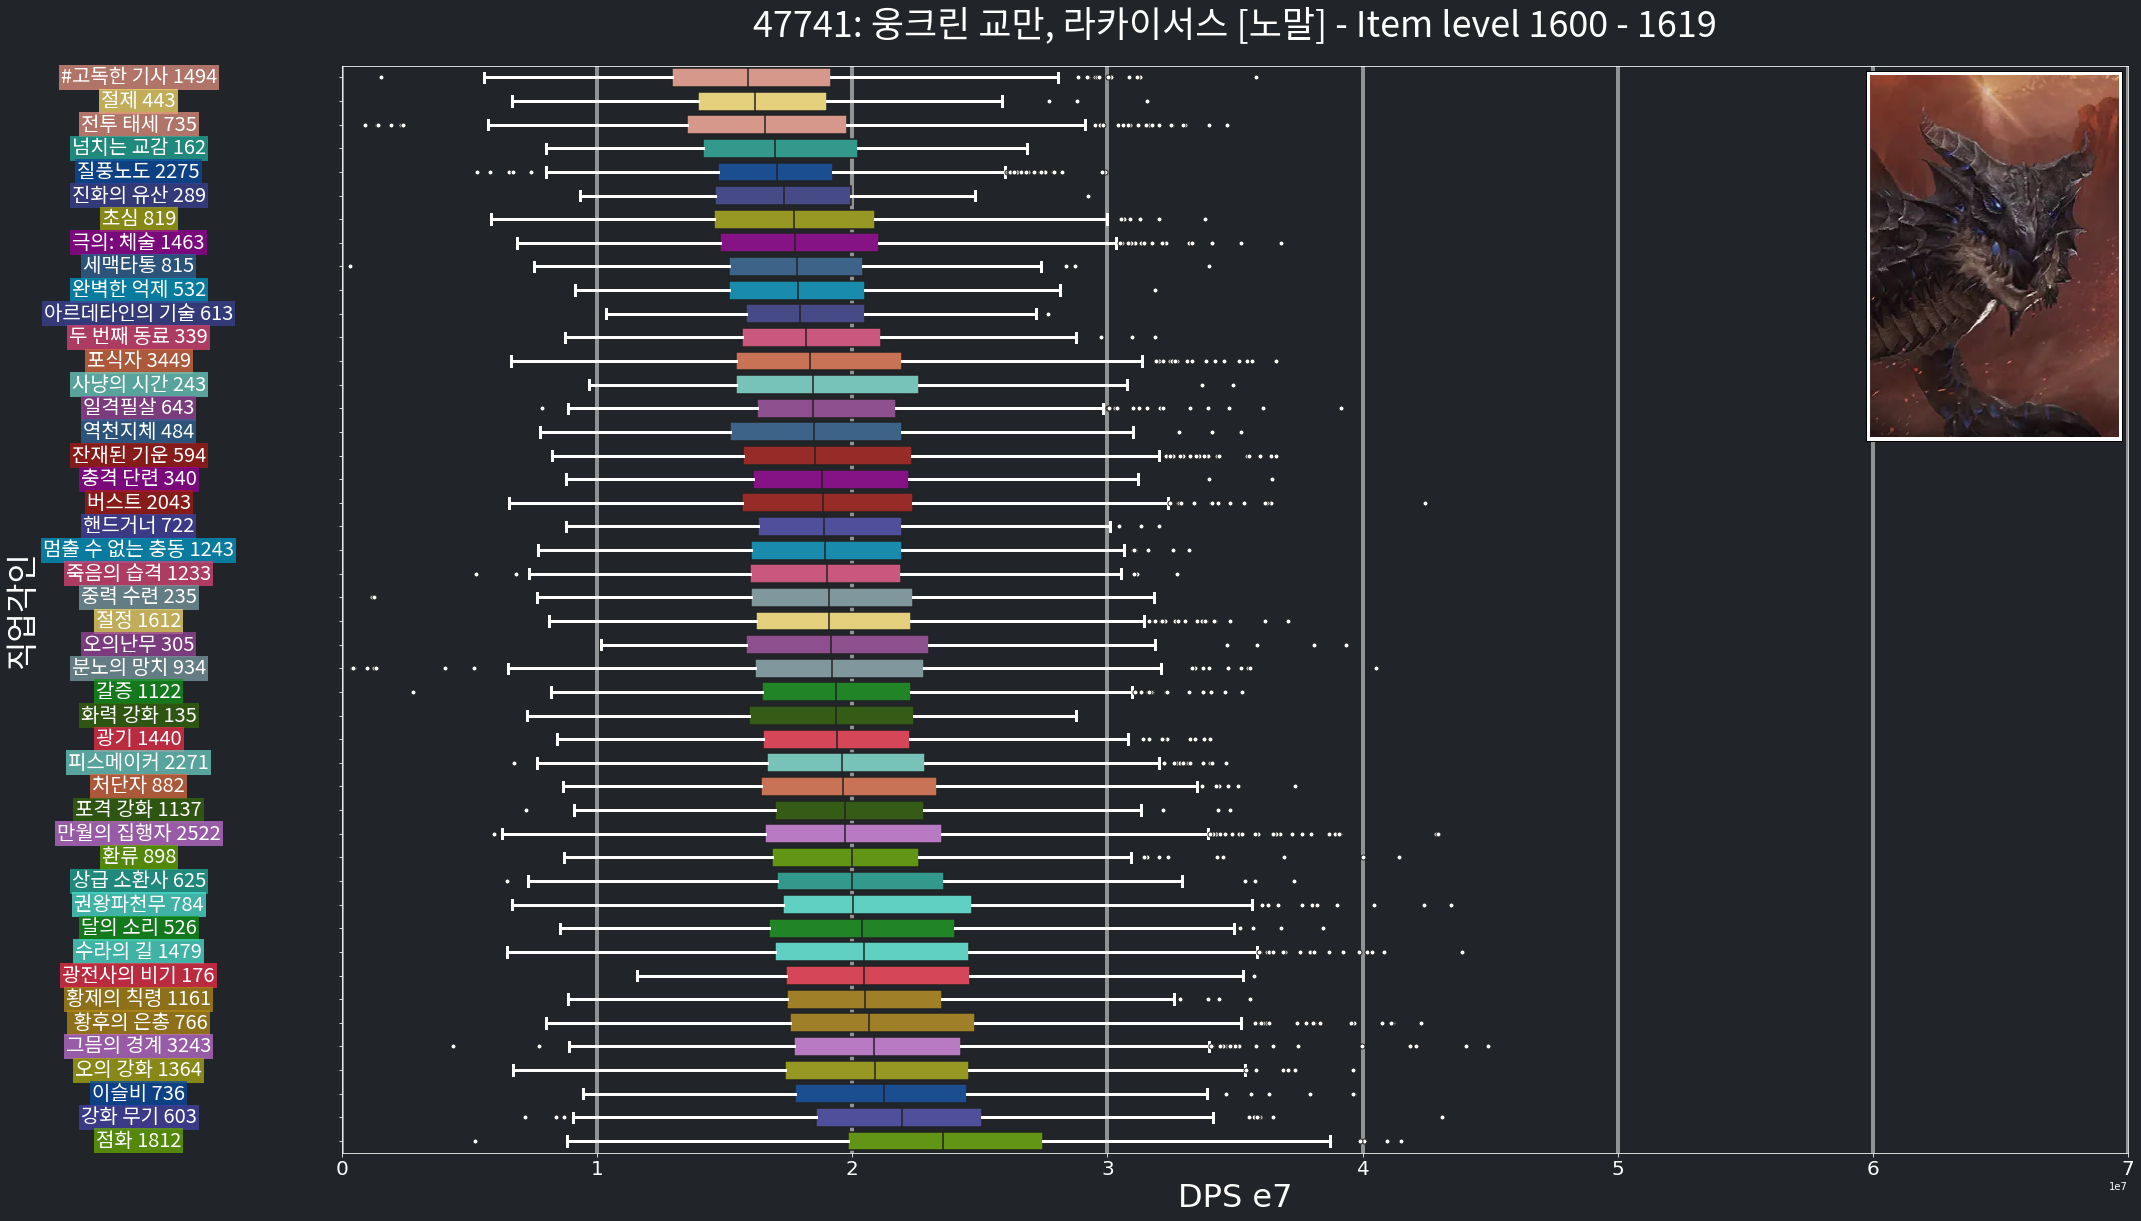 47741: 웅크린 교만, 라카이서스 [노말] - Item level 1600 - 1619
#고독한 기사 1494
절제 443
전투 태세 735
넘치는 교감 162
질풍노도 2275
진화의 유산 289
초심 819
극의: 체술 1463
세맥타통 815
완벽한 억제 532
아르데타인의 기술 613
두 번째 동료 339
포식자 3449
사냥의 시간 243
일격필살 643
역천지체 484
잔재된 기운 594
충격 단련 340
버스트 2043
핸드거너 722
멈출 수 없는 충동 1243
죽음의 습격 1233
중력 수련 235
절정 1612
오의난무 305
분노의 망치 934
갈증 1122
화력 강화 135
광기 1440
피스메이커 2271
처단자 882
포격 강화 1137
만월의 집행자 2522
환류 898
상급 소환사 625
권왕파천무 784
달의 소리 526
수라의 길 1479
광전사의 비기 176
황제의 칙령 1161
황후의 은총 766
그믐의 경계 3243
오의 강화 1364
이슬비 736
강화 무기 603
점화 1812
직업각인
0 1 2 3 4 5 6 7
1e7
DPS e7